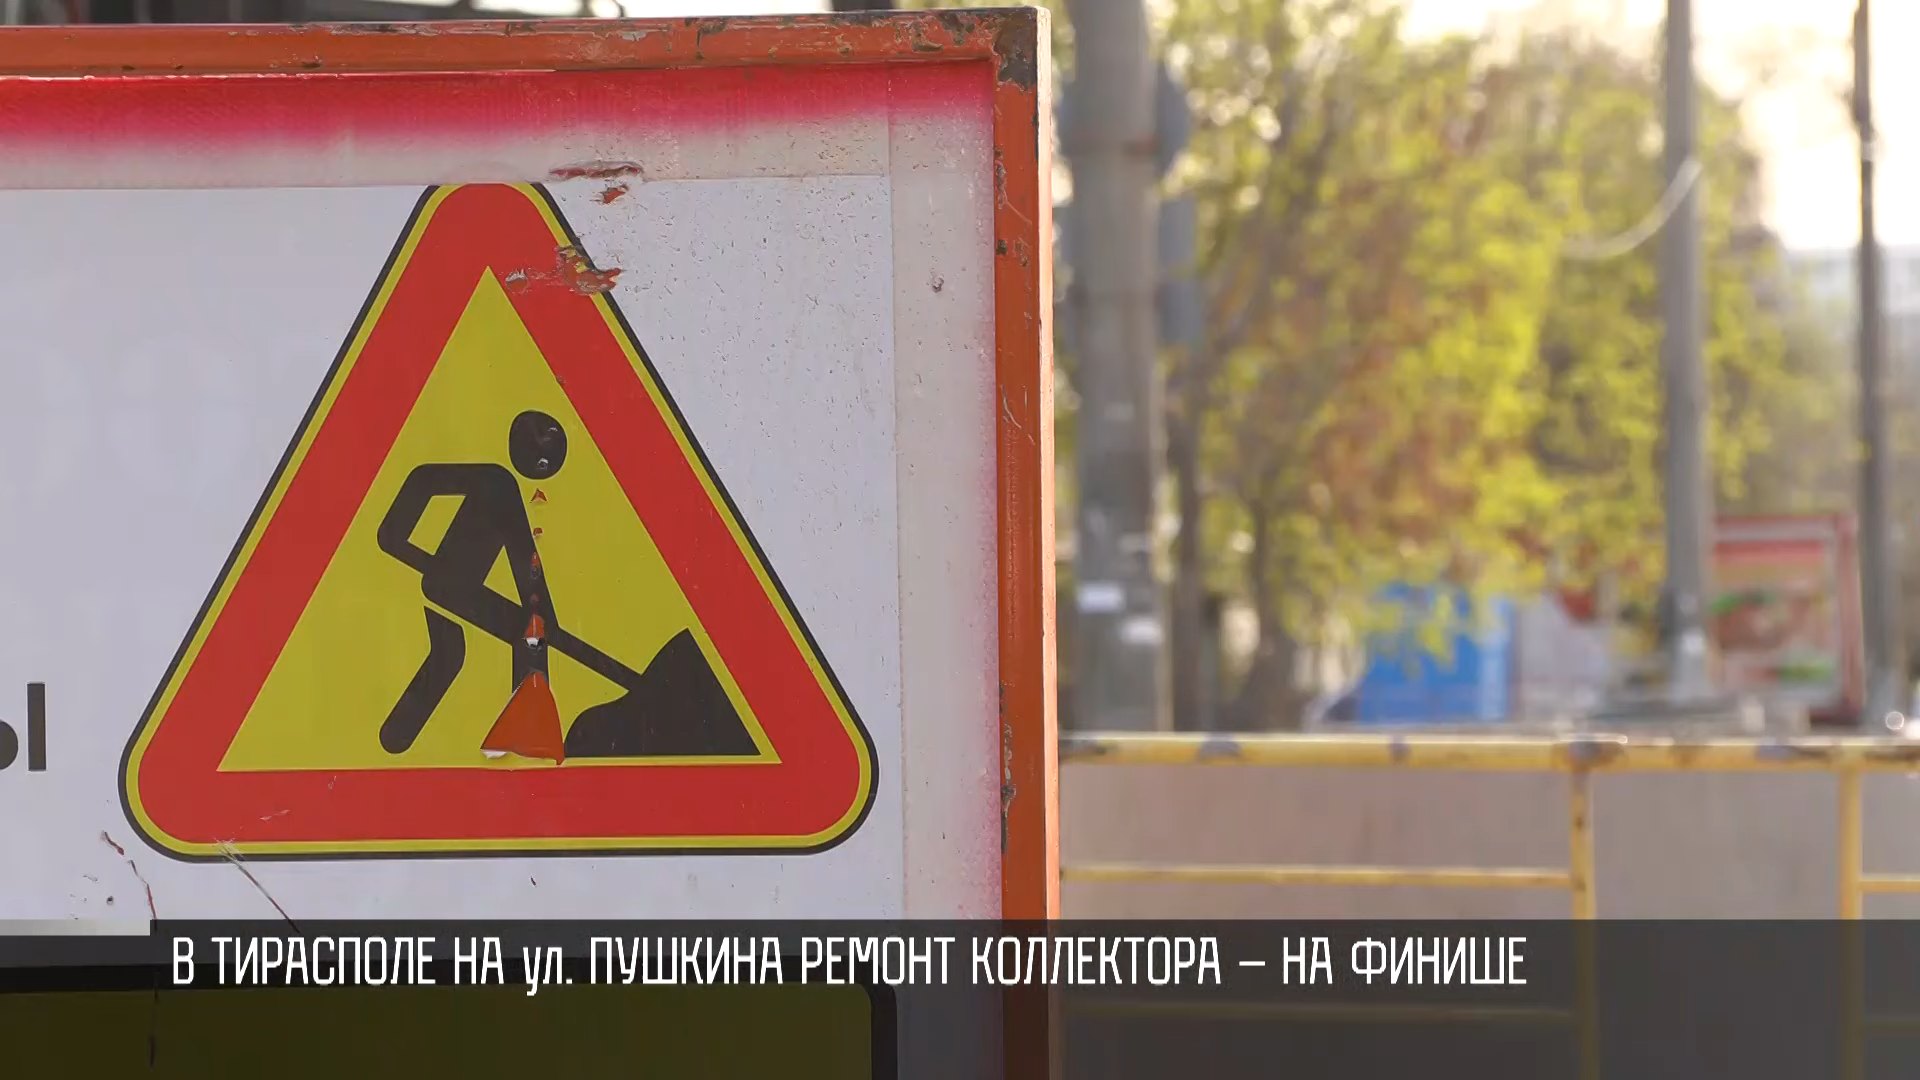 ы
В ТИРАСПОЛЕ НА ул. ПУШКИНА РЕМОНТ КОЛЛЕКТОРА – НА ФИНИШЕ